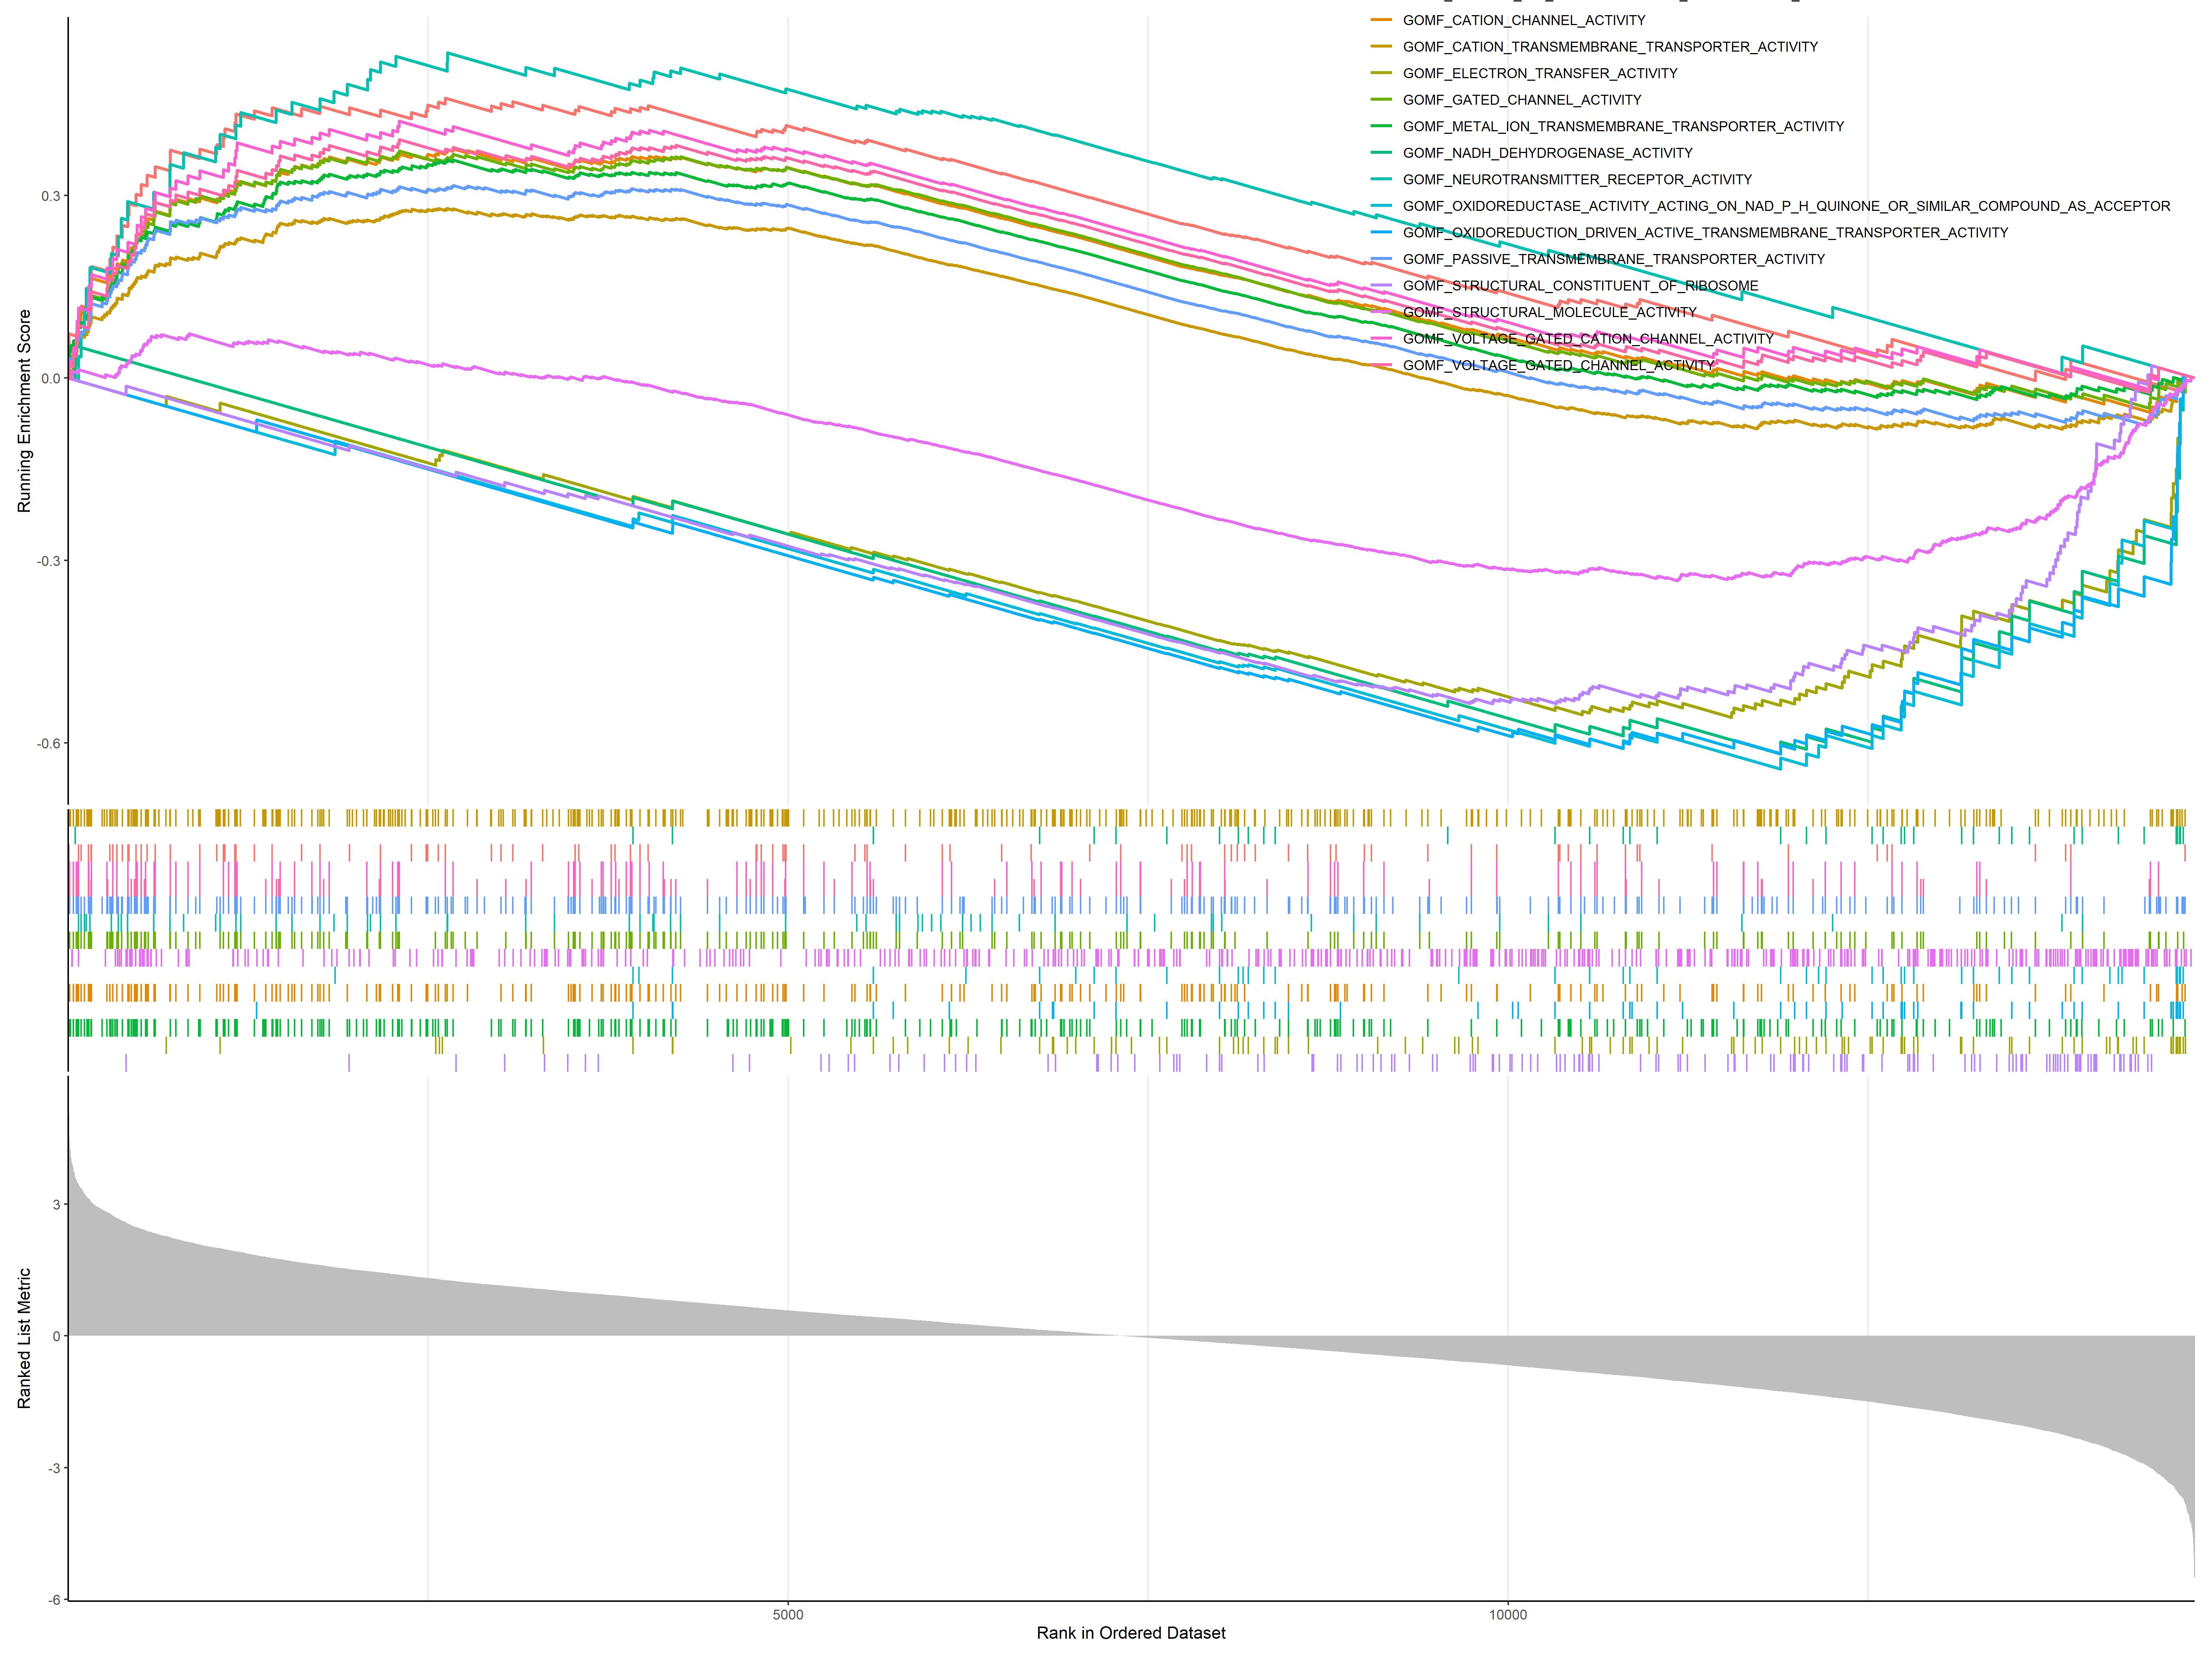 GOMF_CATION_CHANNEL_ACTIVITY
GOMF_CATION_TRANSMEMBRANE_TRANSPORTER_ACTIVITY
GOMF_ELECTRON_TRANSFER_ACTIVITY
GOMF_GATED_CHANNEL_ACTIVITY
GOMF_METAL_ION_TRANSMEMBRANE_TRANSPORTER_ACTIVITY
GOMF_NADH_DEHYDROGENASE_ACTIVITY
GOMF_NEUROTRANSMITTER_RECEPTOR_ACTIVITY
GOMF_OXIDOREDUCTASE_ACTIVITY_ACTING_ON_NAD_P_H_QUINONE_OR_SIMILAR_COMPOUND_AS_ACCEPTOR
GOMF_OXIDOREDUCTION_DRIVEN_ACTIVE_TRANSMEMBRANE_TRANSPORTER_ACTIVITY
GOMF_PASSIVE_TRANSMEMBRANE_TRANSPORTER_ACTIVITY
GOMF_STRUCTURAL_CONSTITUENT_OF_RIBOSOME
GOMF_STRUCTURAL_MOLECULE_ACTIVITY
GOMF_VOLTAGE_GATED_CATION_CHANNEL_ACTIVITY
GOMF_VOLTAGE_GATED_CHANNEL_ACTIVITY
Running Enrichment Score
0.3
0.0
-0.3
-0.6
Ranked List Metric
3
0
-3
-6
5000
10000
Rank in Ordered Dataset